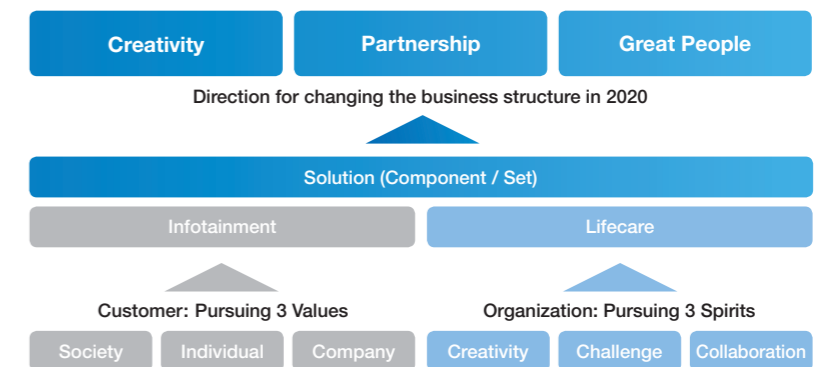 Creativity Partnership Great People
Direction for changing the business structure in 2020
Solution (Component / Set)
Infotainment Lifecare
Customer: Pursuing 3 Values Organization: Pursuing 3 Spirits
Society Individual Company Creativity Challenge Collaboration